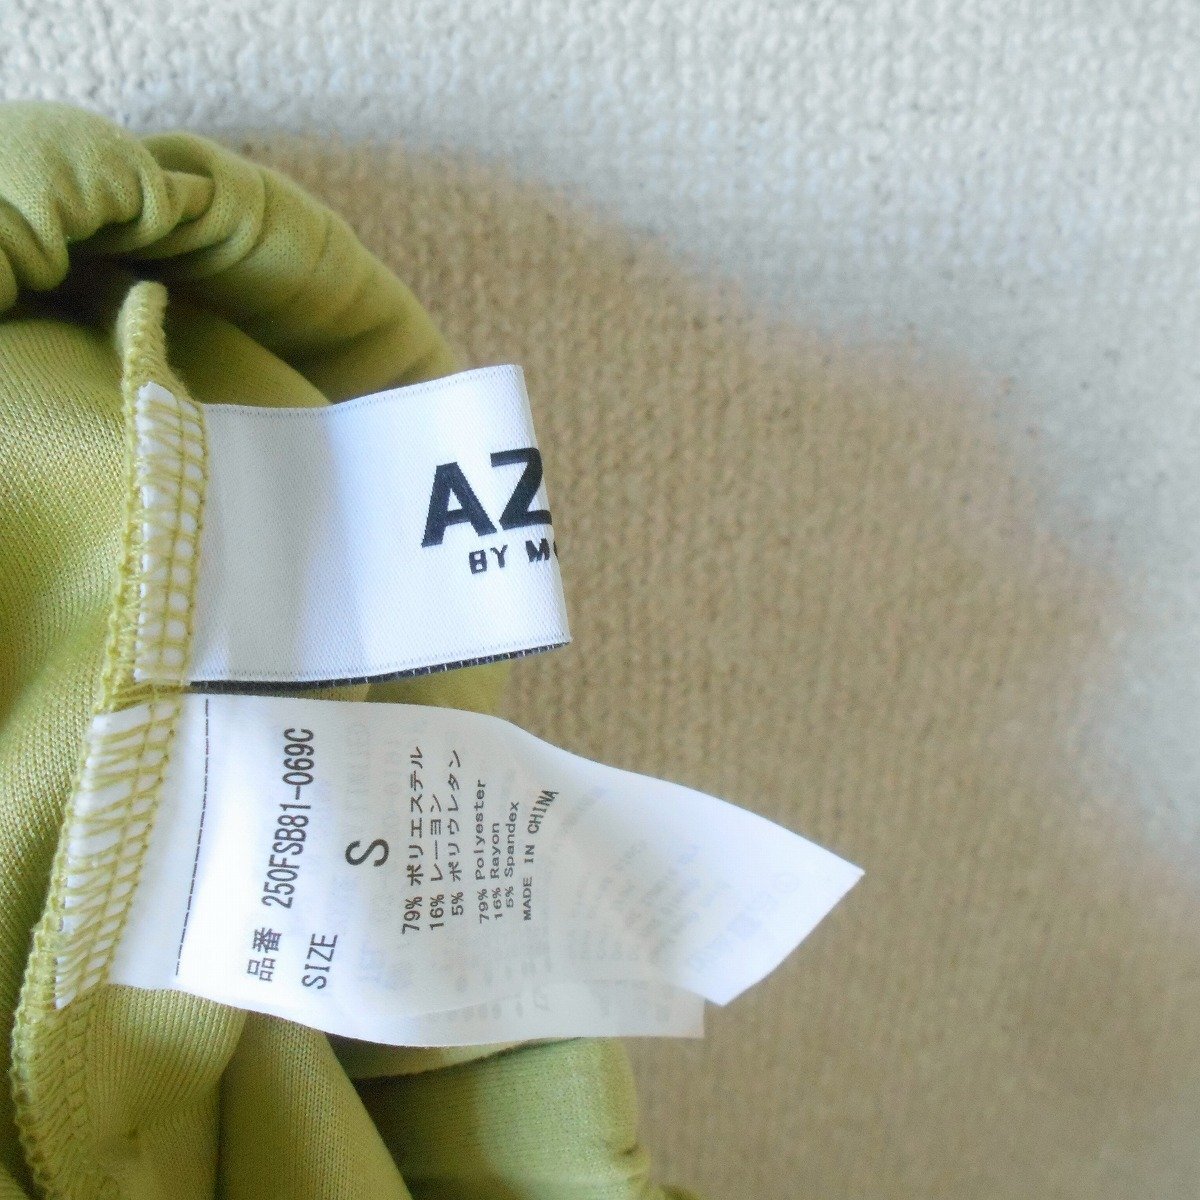 AZ
BY M
品番 250FSB81-069C
SIZE S
79% ポリエステル
16% レーヨン
5% ポリウレタン
79% Polyester
16% Rayon
5% Spandex
MADE IN CHINA